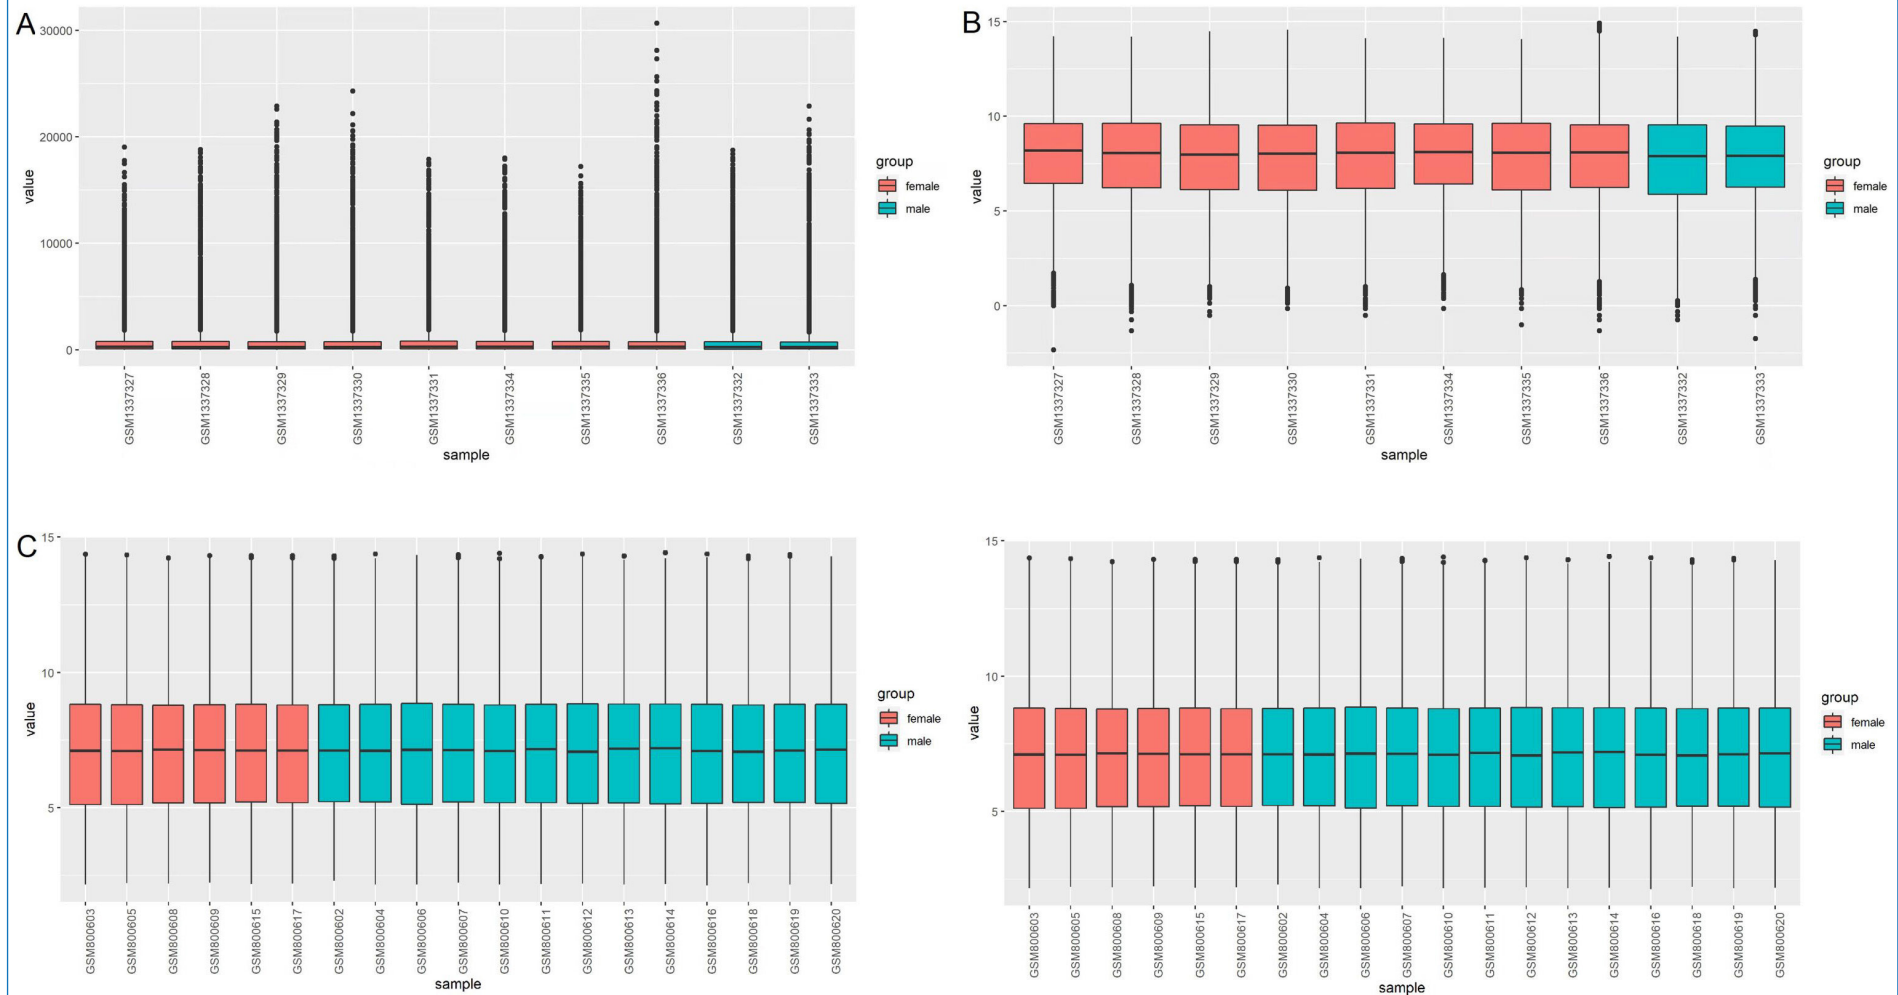 A
30000
20000
10000
0
value
GSM1337327
GSM1337328
GSM1337329
GSM1337330
GSM1337331
GSM1337334
GSM1337335
GSM1337336
GSM1337332
GSM1337333
sample
group
female
male
B
15
10
5
0
value
GSM1337327
GSM1337328
GSM1337329
GSM1337330
GSM1337331
GSM1337334
GSM1337335
GSM1337336
GSM1337332
GSM1337333
sample
group
female
male
C
15
10
5
value
GSM800603
GSM800605
GSM800608
GSM800609
GSM800615
GSM800617
GSM800602
GSM800604
GSM800606
GSM800607
GSM800610
GSM800611
GSM800612
GSM800613
GSM800614
GSM800616
GSM800618
GSM800619
GSM800620
sample
group
female
male
15
10
5
value
GSM800603
GSM800605
GSM800608
GSM800609
GSM800615
GSM800617
GSM800602
GSM800604
GSM800606
GSM800607
GSM800610
GSM800611
GSM800612
GSM800613
GSM800614
GSM800616
GSM800618
GSM800619
GSM800620
sample
group
female
male